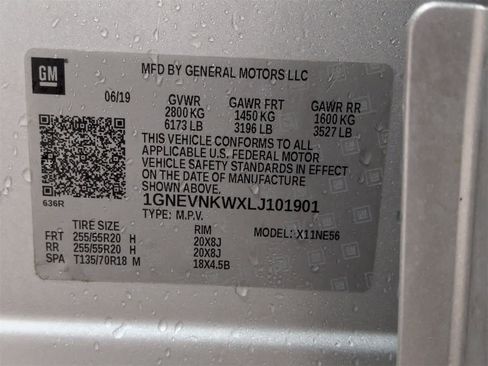 GM
MFD BY GENERAL MOTORS LLC
06/19 GVWR GAWR FRT GAWR RR
2800 KG 1450 KG 1600 KG
6173 LB 3196 LB 3527 LB
THIS VEHICLE CONFORMS TO ALL
APPLICABLE U.S. FEDERAL MOTOR
VEHICLE SAFETY STANDARDS IN EFFECT
ON THE DATE OF MANUFACTURE
SHOWN ABOVE.
636R
1GNEVNKWXLJ101901
TYPE: M.P.V.
TIRE SIZE RIM MODEL: X11NE56
FRT 255/55R20 H 20X8J
RR 255/55R20 H 20X8J
SPA T135/70R18 M 18X4.5B